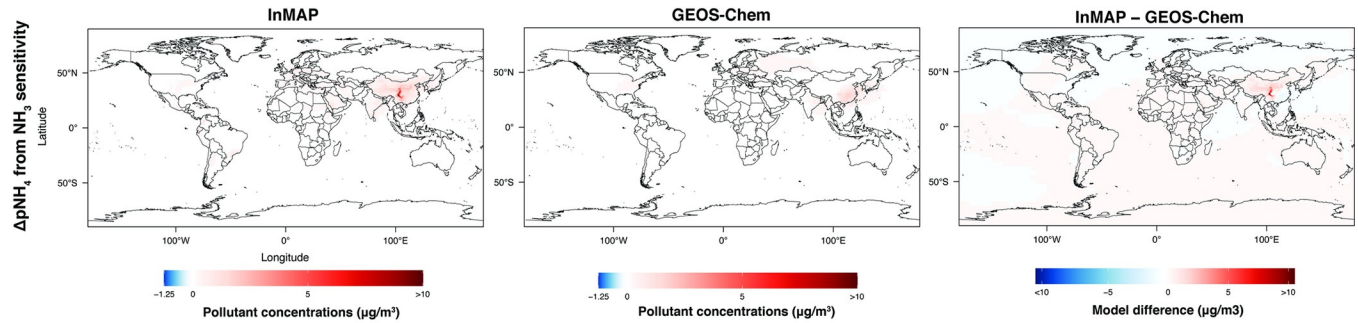 InMAP
GEOS-Chem
InMAP – GEOS-Chem
ΔpNH₄ from NH₃ sensitivity
Latitude
50°N
0°
50°S
100°W
0°
100°E
Longitude
50°N
0°
50°S
100°W
0°
100°E
50°N
0°
50°S
100°W
0°
100°E
−1.25
0
5
>10
Pollutant concentrations (μg/m³)
−1.25
0
5
>10
Pollutant concentrations (μg/m³)
<10
−5
0
5
>10
Model difference (μg/m3)